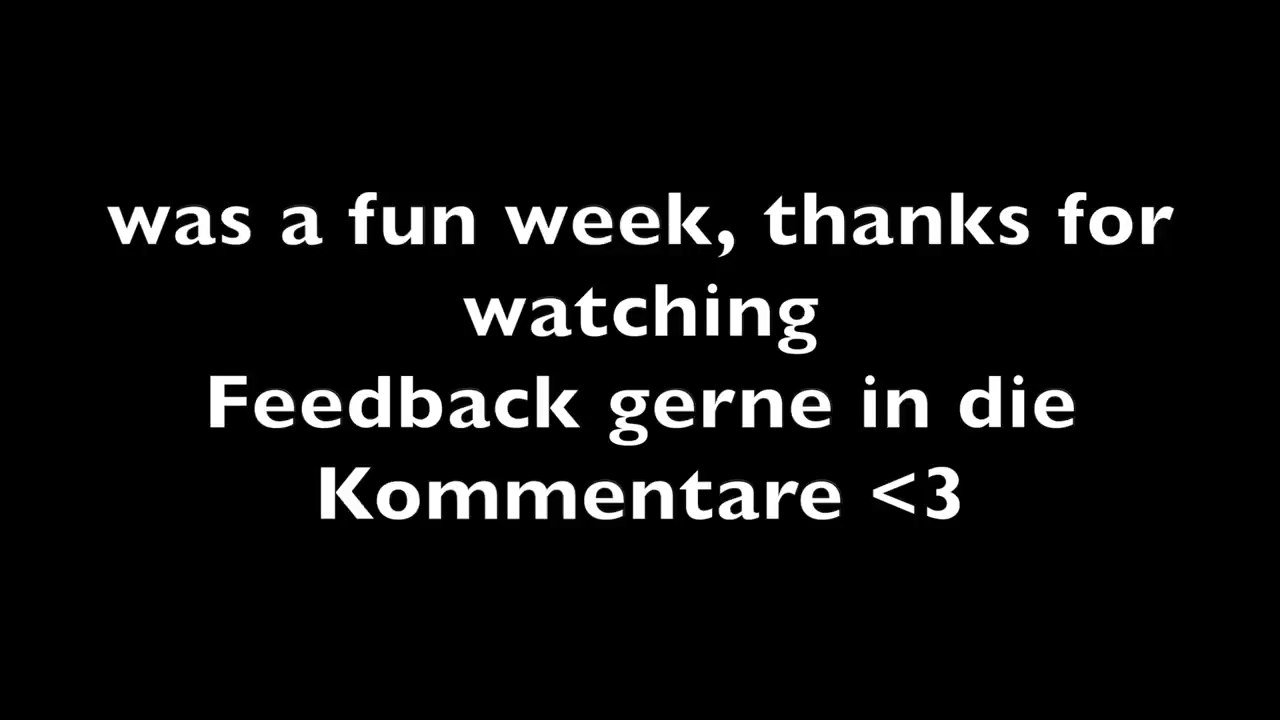 was a fun week, thanks for
watching
Feedback gerne in die
Kommentare <3